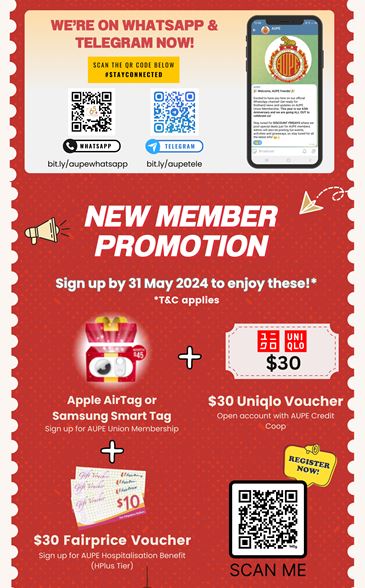 WE'RE ON WHATSAPP &
TELEGRAM NOW!
SCAN THE QR CODE BELOW
#STAYCONNECTED
WHATSAPP
TELEGRAM
bit.ly/aupewhatsapp
bit.ly/aupetele
AUPE
NEW MEMBER
PROMOTION
Sign up by 31 May 2024 to enjoy these!*
*T&C applies
UNI
QLO
$30
Apple AirTag or
Samsung Smart Tag
Sign up for AUPE Union Membership
$30 Uniqlo Voucher
Open account with AUPE Credit
Coop
Gift Voucher
$10
$30 Fairprice Voucher
Sign up for AUPE Hospitalisation Benefit
(HPlus Tier)
REGISTER
NOW!
SCAN ME